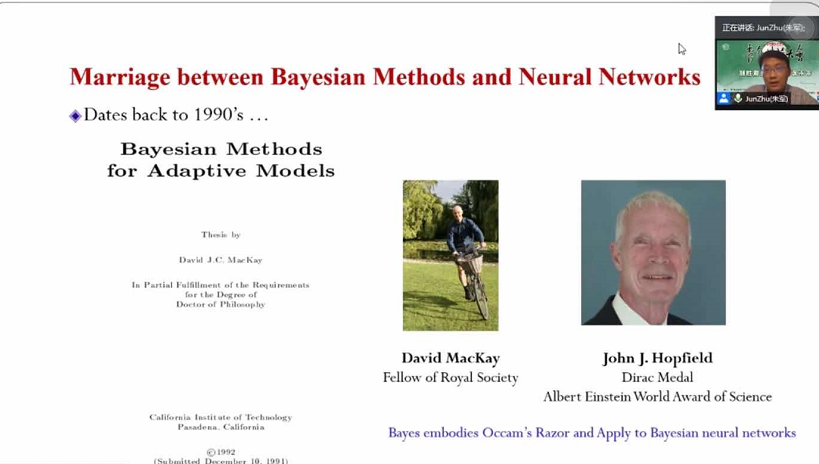 正在讲话: JunZhu(朱军);
JunZhu(朱军)
Marriage between Bayesian Methods and Neural Networks
Dates back to 1990's …
Bayesian Methods
for Adaptive Models
Thesis by
David J.C. MacKay
In Partial Fulfillment of the Requirements
for the Degree of
Doctor of Philosophy
California Institute of Technology
Pasadena, California
©1992
(Submitted December 10, 1991)
David MacKay
Fellow of Royal Society
John J. Hopfield
Dirac Medal
Albert Einstein World Award of Science
Bayes embodies Occam's Razor and Apply to Bayesian neural networks